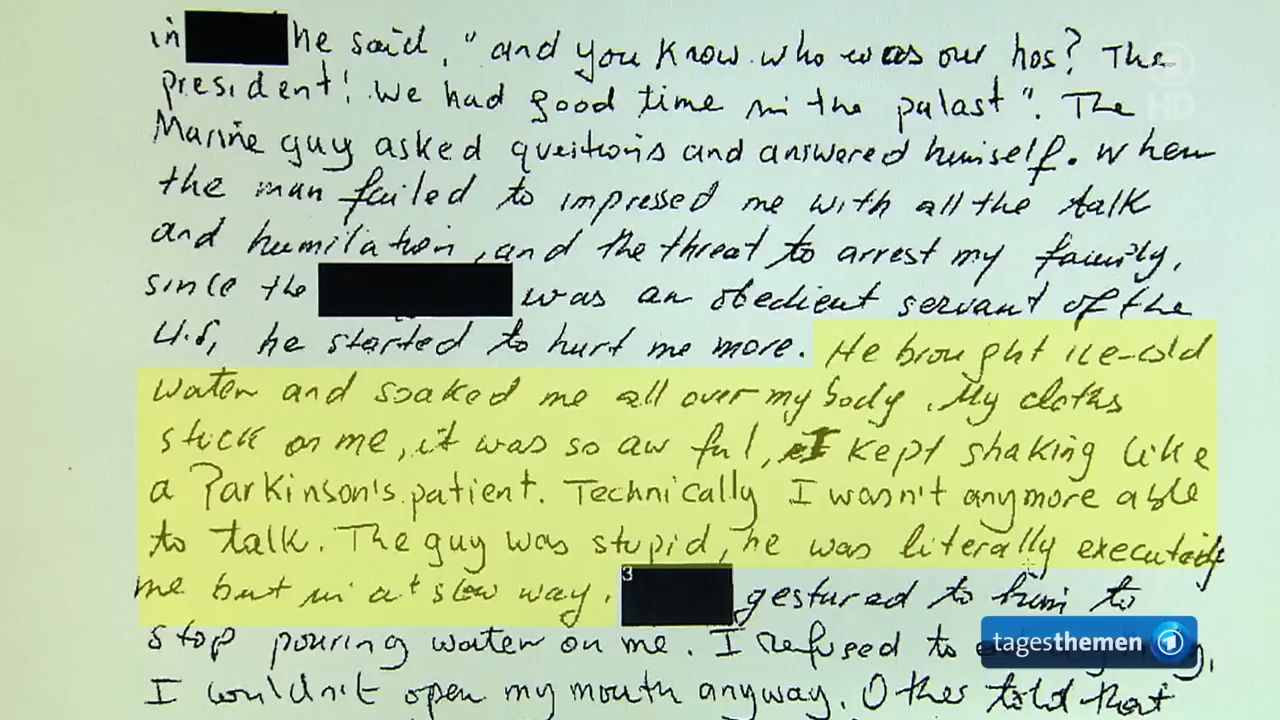 in he said, "and you know who was our hos? The
president! We had good time in the palast". The
Marine guy asked questions and answered himself. When
the man failed to impressed me with all the talk
and humilation, and the threat to arrest my family,
since the was an obedient servant of the
U.S, he started to hurt me more. He brought ice-cold
water and soaked me all over my body. My cloths
stuck on me, it was so awful, I kept shaking like
a Parkinson's patient. Technically I wasn't anymore able
to talk. The guy was stupid, he was literally executing
me but in a slow way. gestured to him to
3
stop pouring water on me. I refused to
I wouldn't open my mouth anyway. Other told that
HD
tagesthemen 1